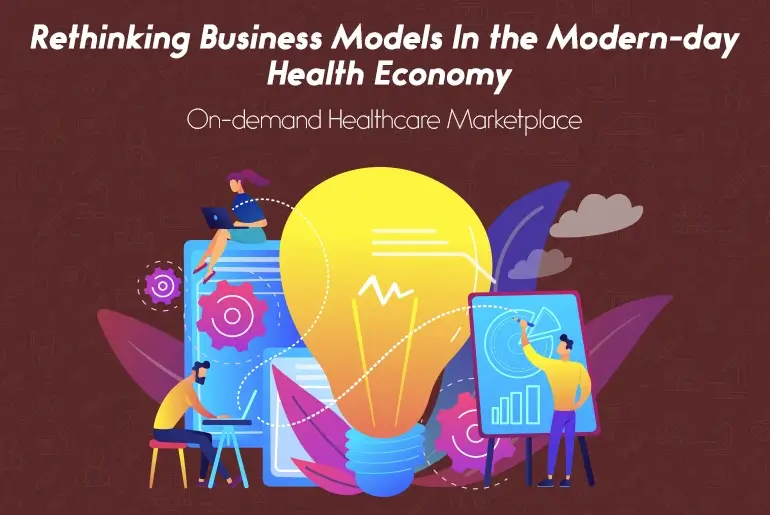 Rethinking Business Models In the Modern-day
Health Economy
On-demand Healthcare Marketplace